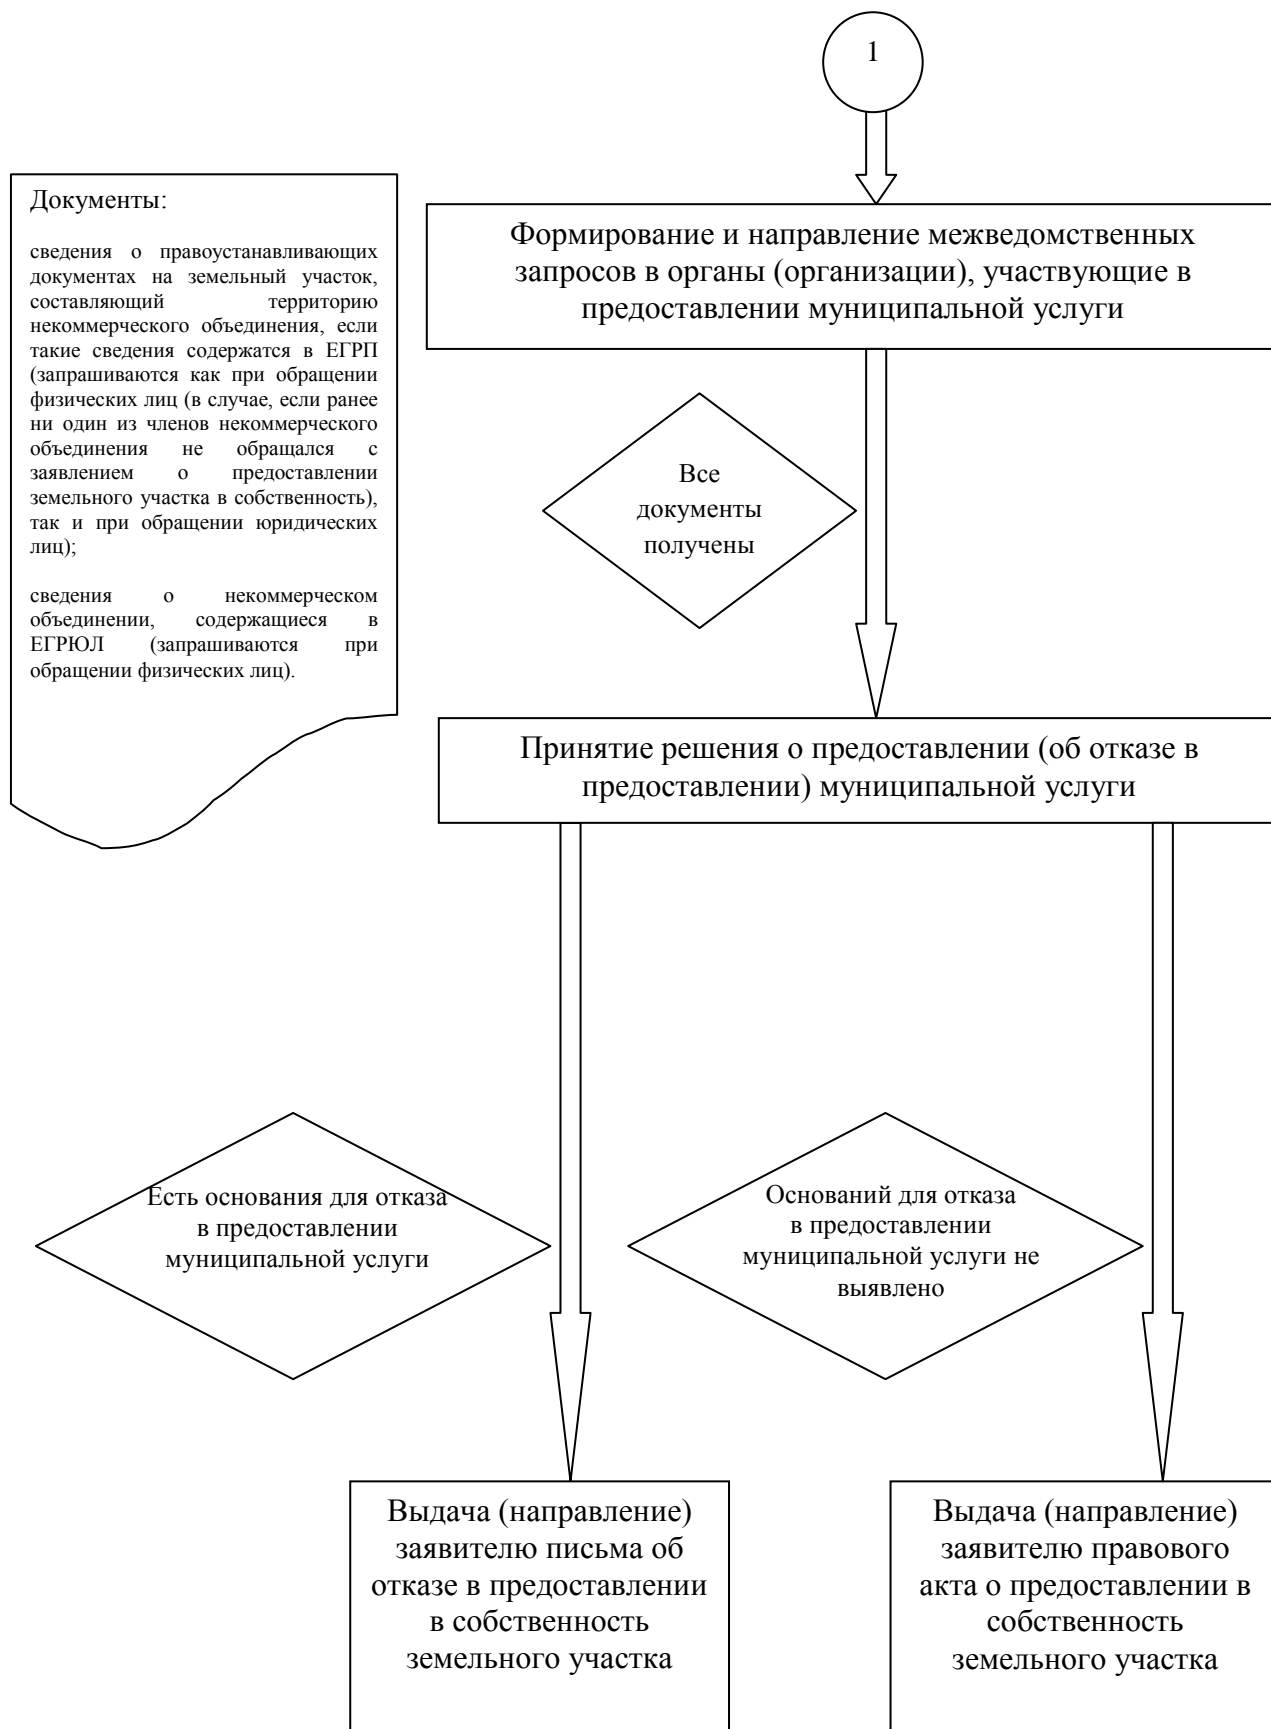 1
Документы:
сведения о правоустанавливающих
документах на земельный участок,
составляющий территорию
некоммерческого объединения, если
такие сведения содержатся в ЕГРП
(запрашиваются как при обращении
физических лиц (в случае, если ранее
ни один из членов некоммерческого
объединения не обращался с
заявлением о предоставлении
земельного участка в собственность),
так и при обращении юридических
лиц);
сведения о некоммерческом
объединении, содержащиеся в
ЕГРЮЛ (запрашиваются при
обращении физических лиц).
Формирование и направление межведомственных
запросов в органы (организации), участвующие в
предоставлении муниципальной услуги
Все
документы
получены
Принятие решения о предоставлении (об отказе в
предоставлении) муниципальной услуги
Есть основания для отказа
в предоставлении
муниципальной услуги
Оснований для отказа
в предоставлении
муниципальной услуги не
выявлено
Выдача (направление)
заявителю письма об
отказе в предоставлении
в собственность
земельного участка
Выдача (направление)
заявителю правового
акта о предоставлении в
собственность
земельного участка